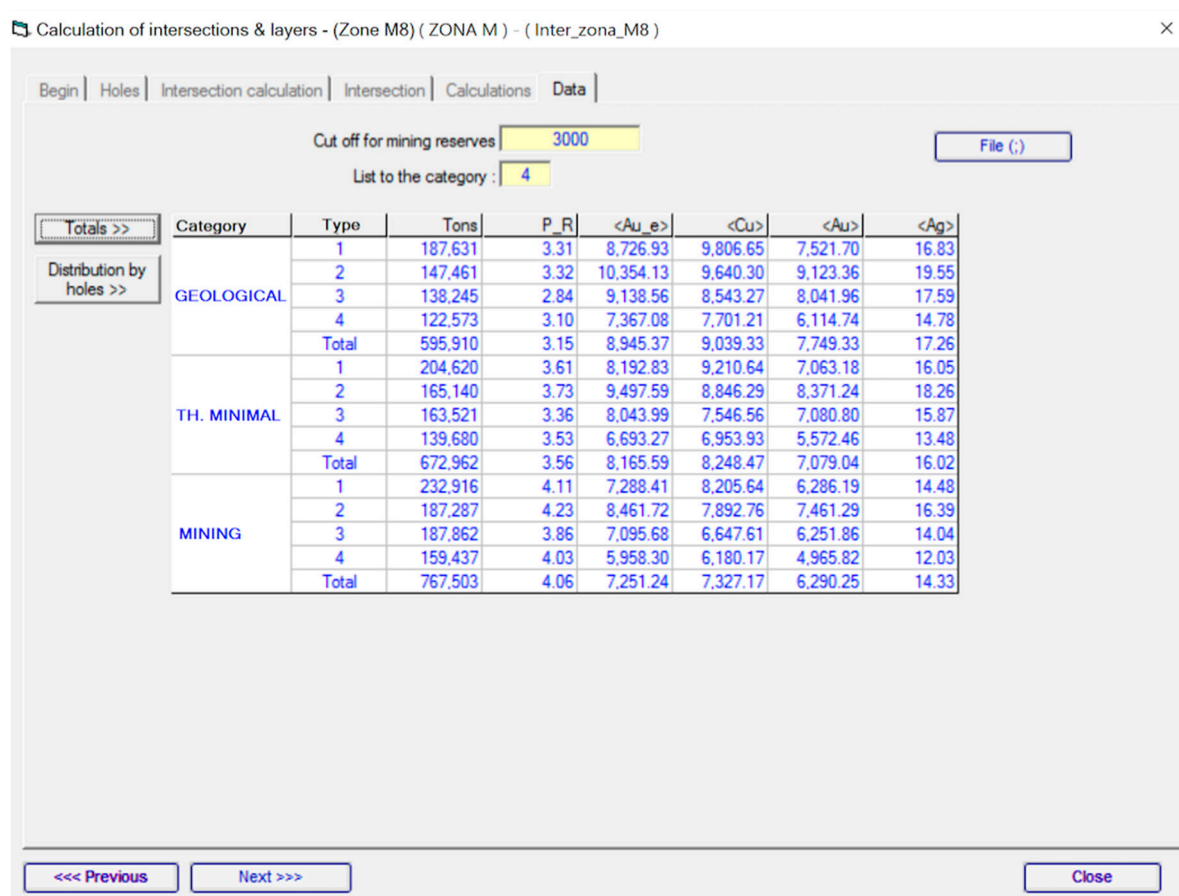 Calculation of intersections & layers - (Zone M8) ( ZONA M ) - ( Inter_zona_M8 )
Begin Holes Intersection calculation Intersection Calculations Data
Cut off for mining reserves 3000 File (;)
List to the category : 4
Totals >> Category Type Tons P_R <Au_e> <Cu> <Au> <Ag>
Distribution by holes >>
GEOLOGICAL
1 187,631 3.31 8,726.93 9,806.65 7,521.70 16.83
2 147,461 3.32 10,354.13 9,640.30 9,123.36 19.55
3 138,245 2.84 9,138.56 8,543.27 8,041.96 17.59
4 122,573 3.10 7,367.08 7,701.21 6,114.74 14.78
Total 595,910 3.15 8,945.37 9,039.33 7,749.33 17.26
TH. MINIMAL
1 204,620 3.61 8,192.83 9,210.64 7,063.18 16.05
2 165,140 3.73 9,497.59 8,846.29 8,371.24 18.26
3 163,521 3.36 8,043.99 7,546.56 7,080.80 15.87
4 139,680 3.53 6,693.27 6,953.93 5,572.46 13.48
Total 672,962 3.56 8,165.59 8,248.47 7,079.04 16.02
MINING
1 232,916 4.11 7,288.41 8,205.64 6,286.19 14.48
2 187,287 4.23 8,461.72 7,892.76 7,461.29 16.39
3 187,862 3.86 7,095.68 6,647.61 6,251.86 14.04
4 159,437 4.03 5,958.30 6,180.17 4,965.82 12.03
Total 767,503 4.06 7,251.24 7,327.17 6,290.25 14.33
<<< Previous Next >>> Close